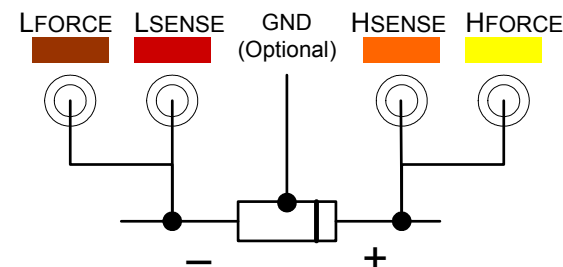 LFORCE LSENSE GND HSENSE HFORCE
(Optional)
– +